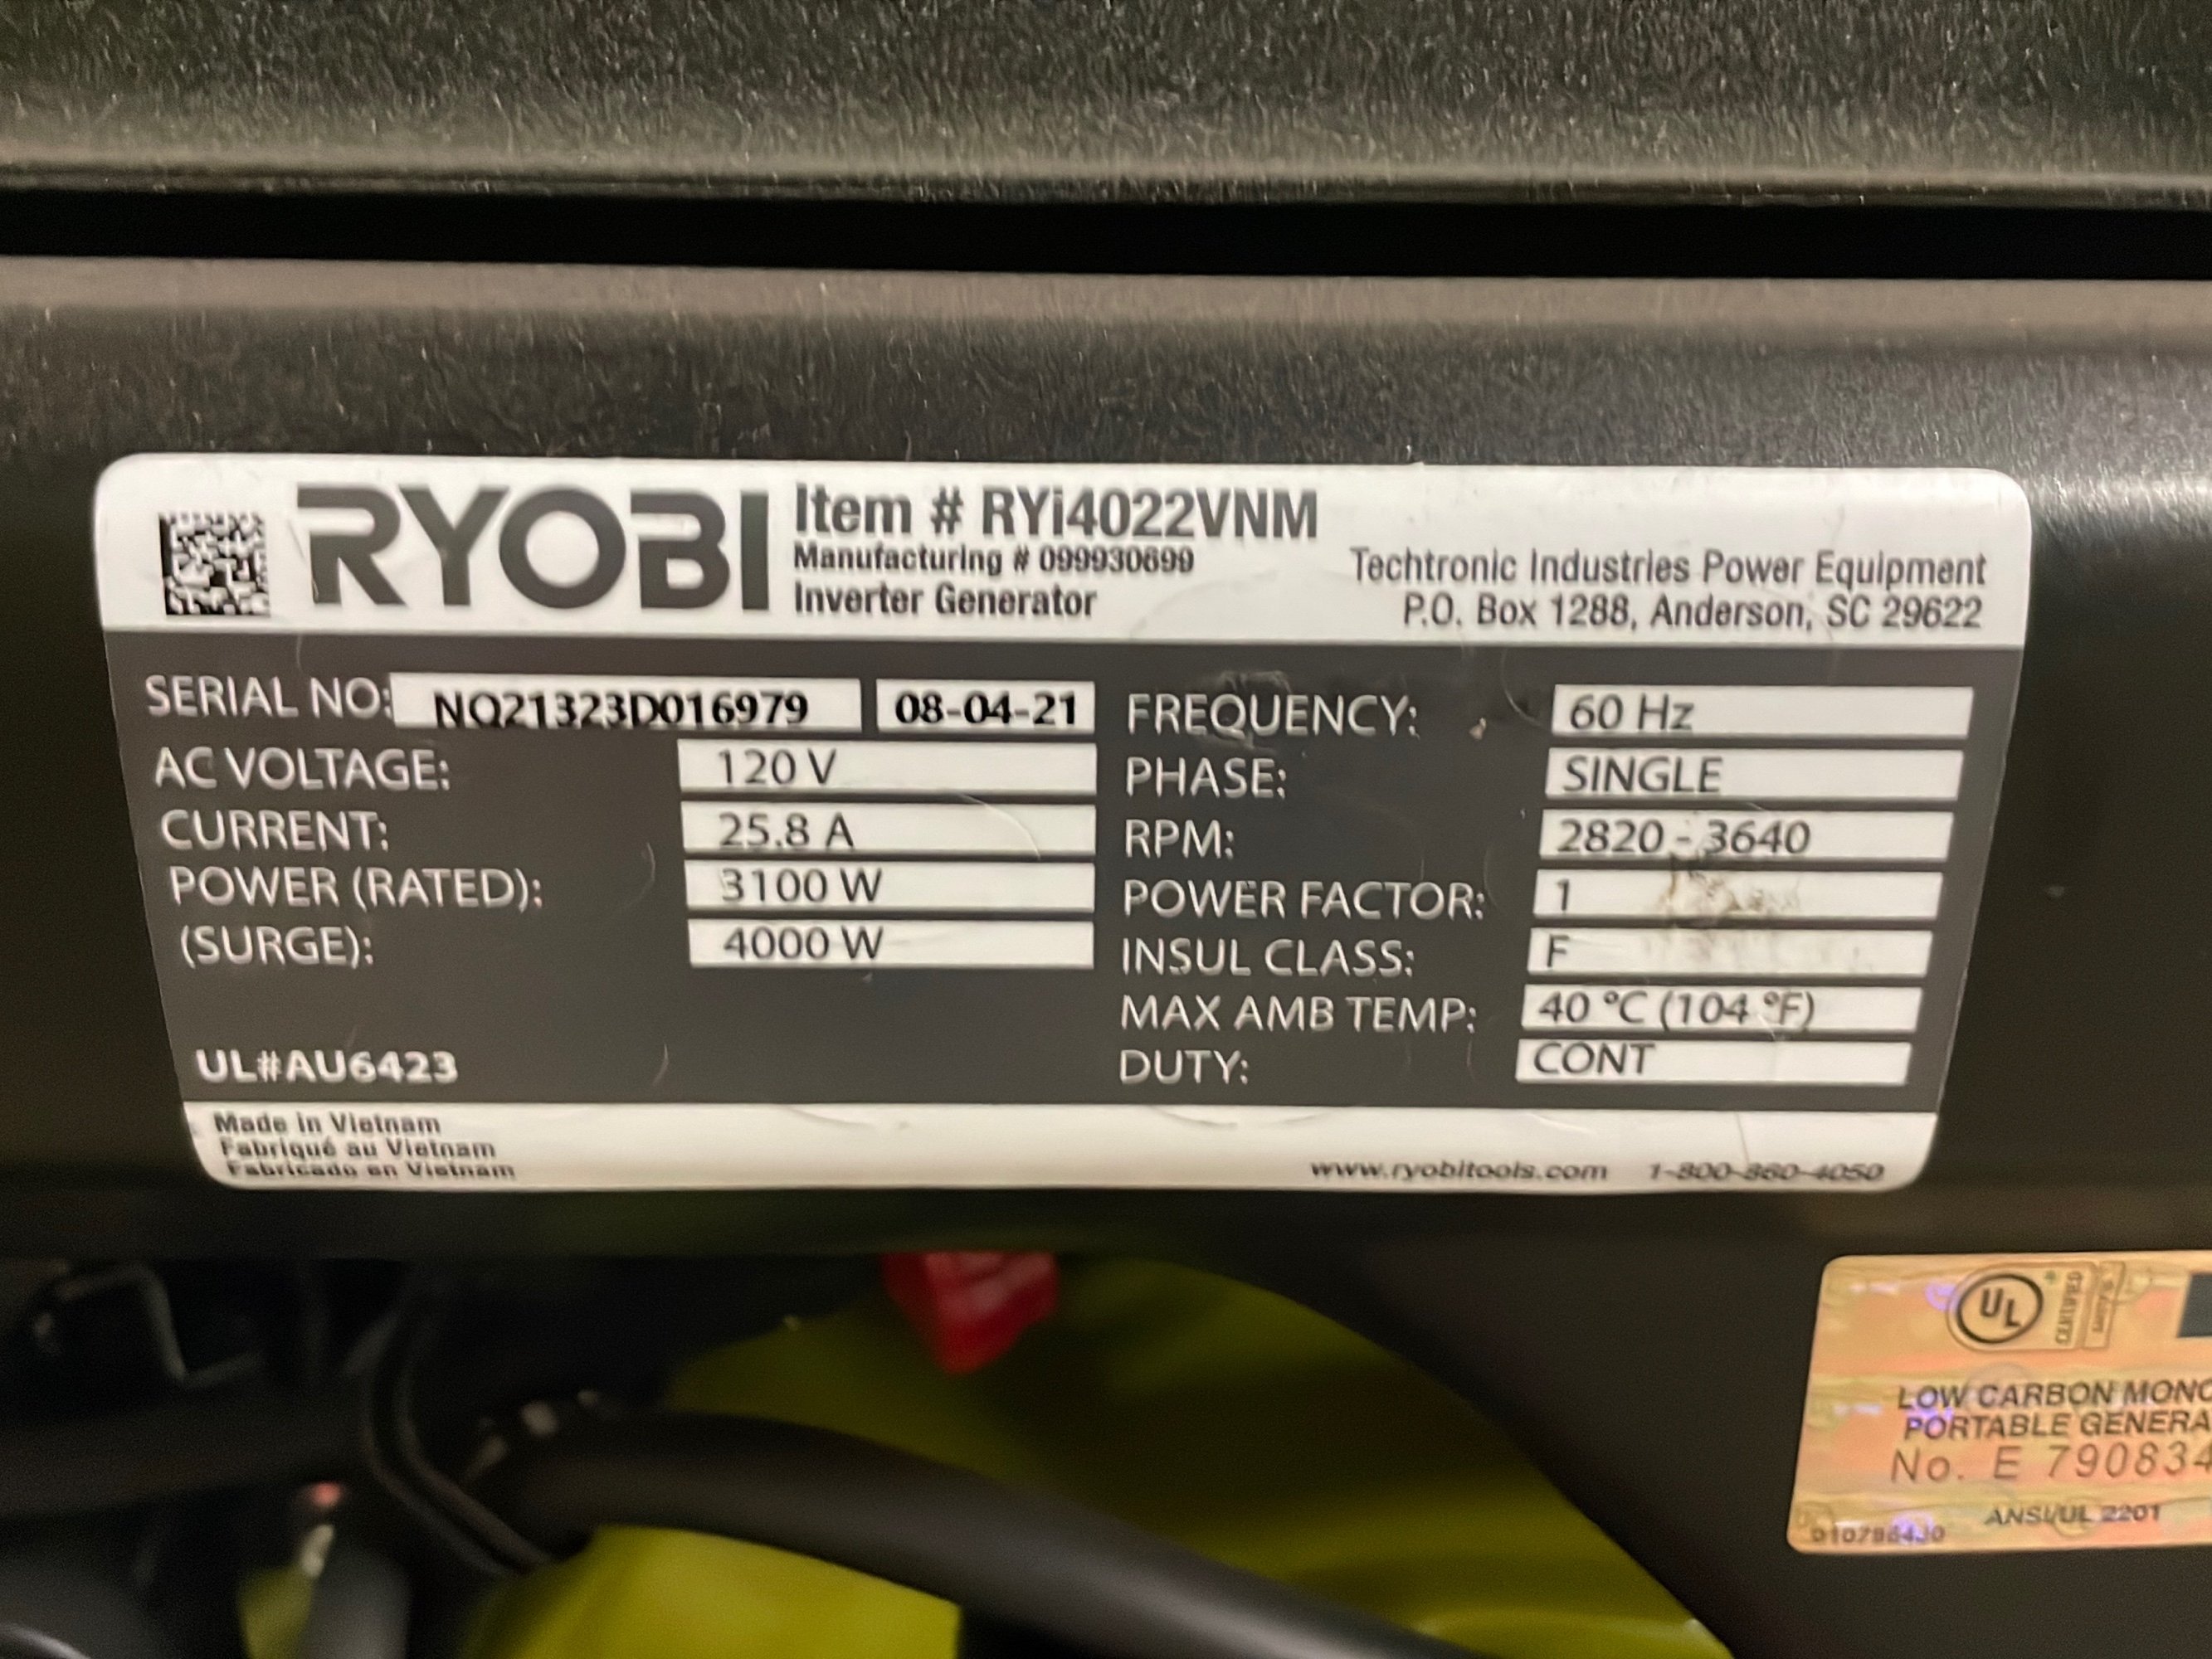 RYOBI
Item # RYi4022VNM
Manufacturing # 099930699
Inverter Generator
Techtronic Industries Power Equipment
P.O. Box 1288, Anderson, SC 29622
SERIAL NO: NQ21323D016979 08-04-21
AC VOLTAGE: 120 V
CURRENT: 25.8 A
POWER (RATED): 3100 W
(SURGE): 4000 W
UL#AU6423
FREQUENCY: 60 Hz
PHASE: SINGLE
RPM: 2820 - 3640
POWER FACTOR: 1
INSUL CLASS: F
MAX AMB TEMP: 40 °C (104 °F)
DUTY: CONT
Made in Vietnam
Fabriqué au Vietnam
Fabricado en Vietnam
www.ryobitools.com 1-800-860-4050
UL
CERTIFIED
LOW CARBON MONO
PORTABLE GENERA
No. E 790834
ANSI/UL 2201